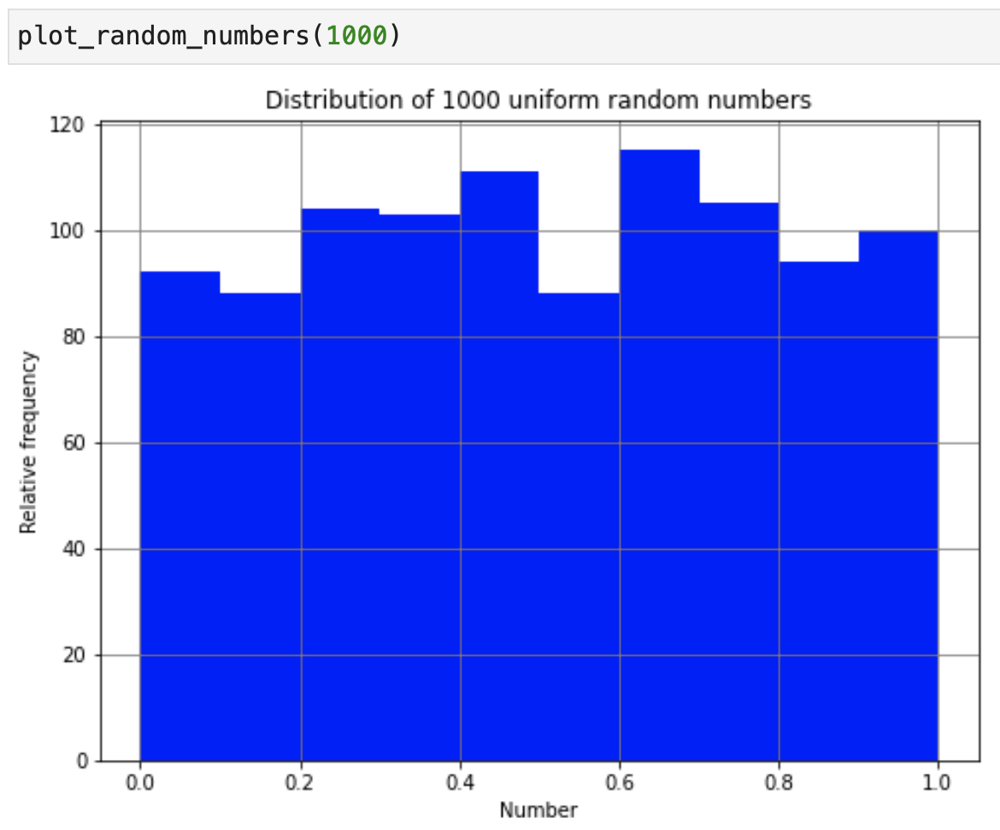 plot_random_numbers(1000)
Distribution of 1000 uniform random numbers
120
100
80
60
40
20
0
Relative frequency
0.0 0.2 0.4 0.6 0.8 1.0
Number